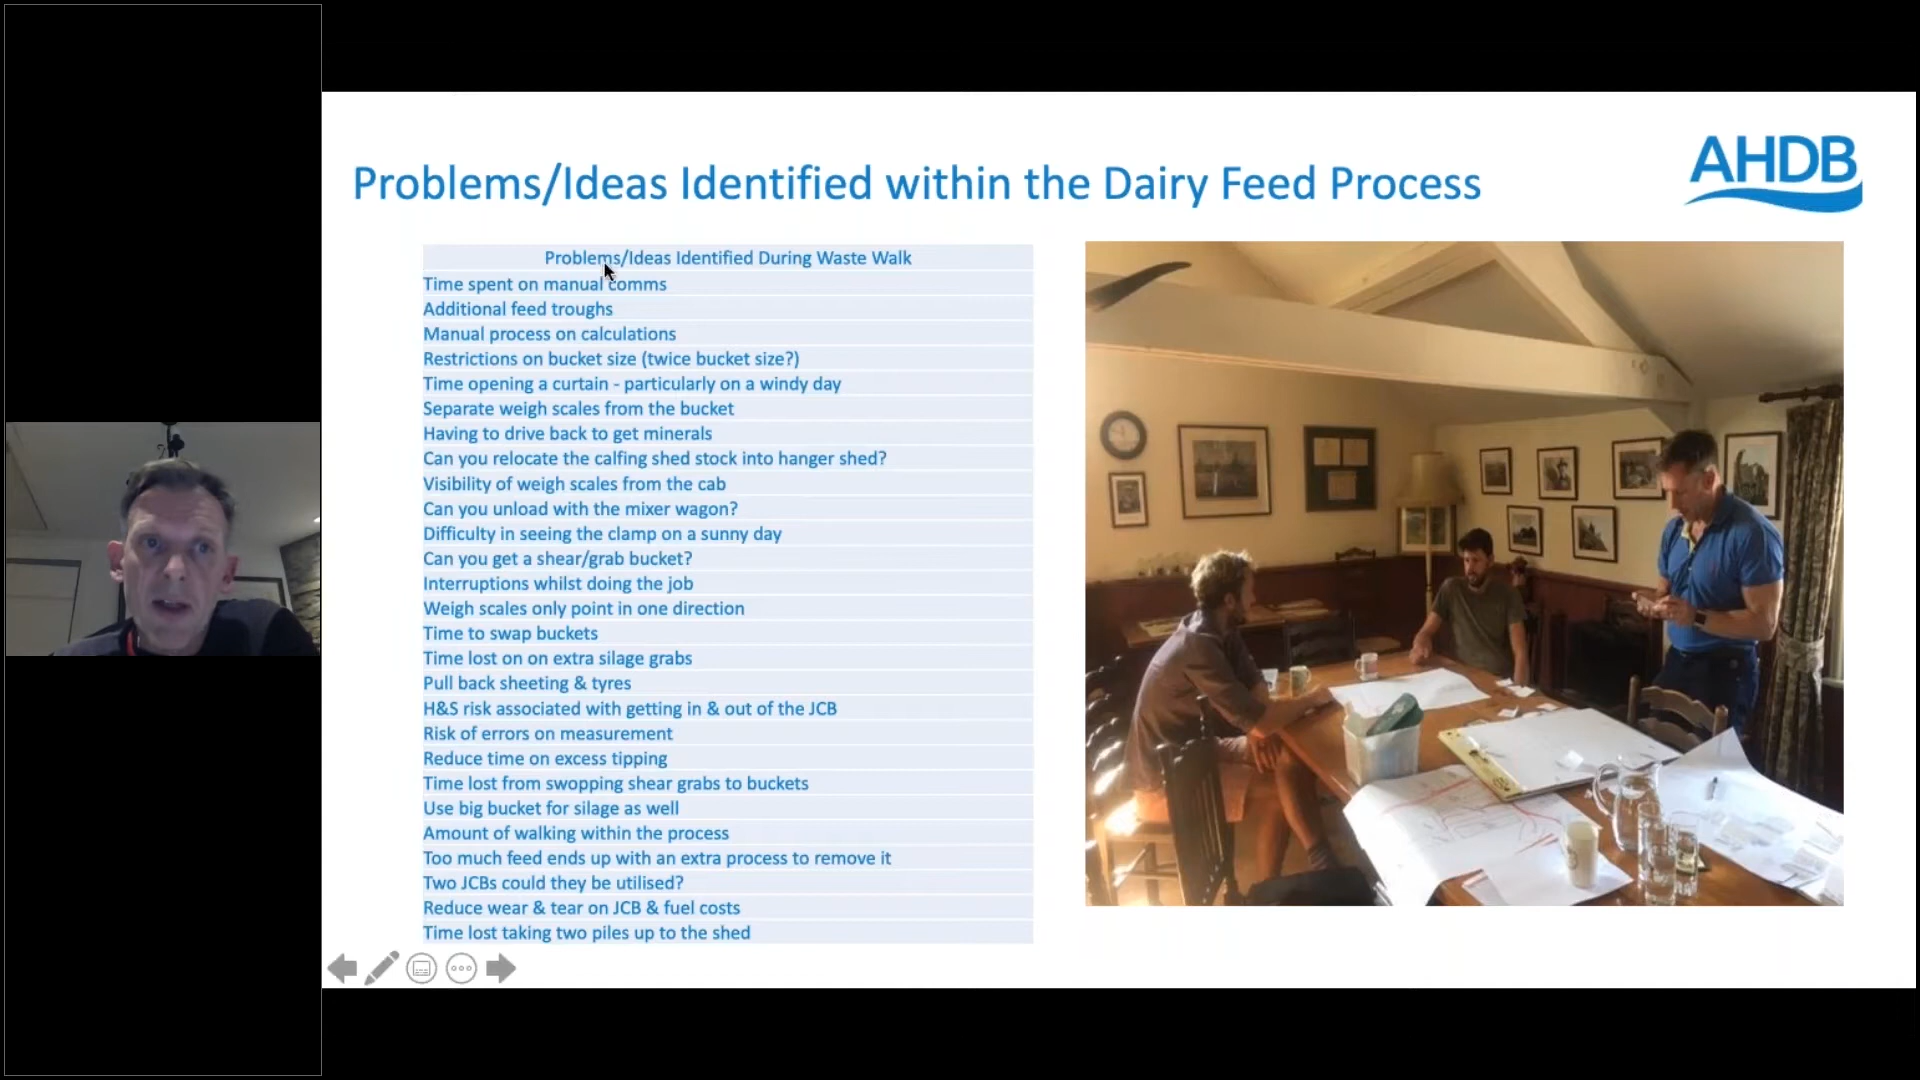 AHDB
Problems/Ideas Identified within the Dairy Feed Process
Problems/Ideas Identified During Waste Walk
Time spent on manual comms
Additional feed troughs
Manual process on calculations
Restrictions on bucket size (twice bucket size?)
Time opening a curtain - particularly on a windy day
Separate weigh scales from the bucket
Having to drive back to get minerals
Can you relocate the calfing shed stock into hanger shed?
Visibility of weigh scales from the cab
Can you unload with the mixer wagon?
Difficulty in seeing the clamp on a sunny day
Can you get a shear/grab bucket?
Interruptions whilst doing the job
Weigh scales only point in one direction
Time to swap buckets
Time lost on on extra silage grabs
Pull back sheeting & tyres
H&S risk associated with getting in & out of the JCB
Risk of errors on measurement
Reduce time on excess tipping
Time lost from swopping shear grabs to buckets
Use big bucket for silage as well
Amount of walking within the process
Too much feed ends up with an extra process to remove it
Two JCBs could they be utilised?
Reduce wear & tear on JCB & fuel costs
Time lost taking two piles up to the shed